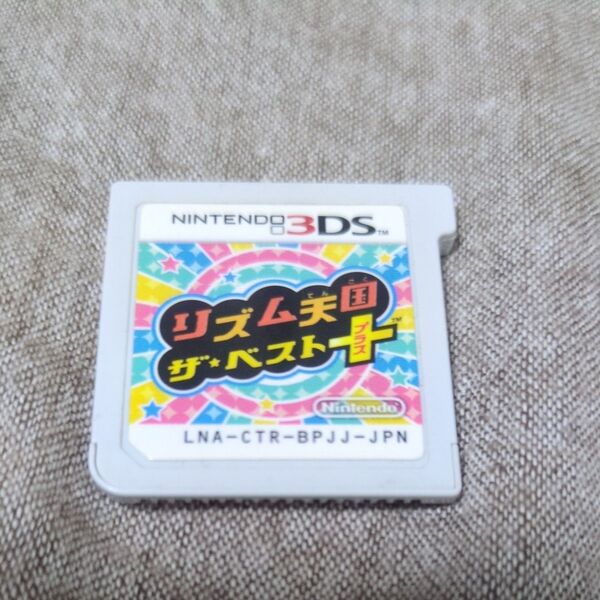 NINTENDO 3DS™
リズム天国
てん ごく
ザ★ベスト+™
プラス
Nintendo
LNA-CTR-BPJJ-JPN